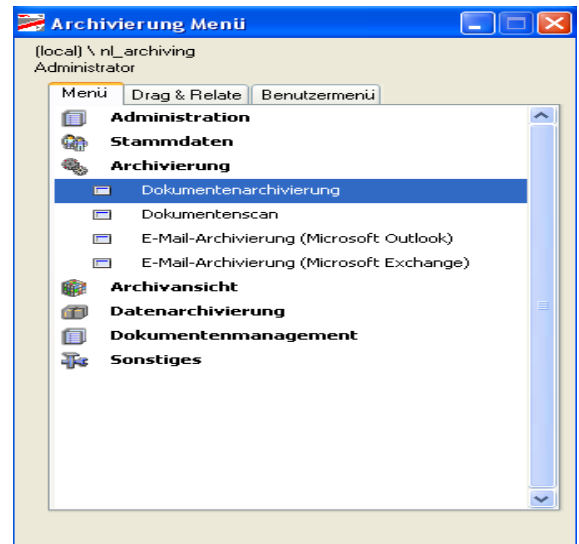 Archivierung Menü
(local) \ nl_archiving
Administrator
Menü Drag & Relate Benutzermenü
Administration
Stammdaten
Archivierung
Dokumentenarchivierung
Dokumentenscan
E-Mail-Archivierung (Microsoft Outlook)
E-Mail-Archivierung (Microsoft Exchange)
Archivansicht
Datenarchivierung
Dokumentenmanagement
Sonstiges